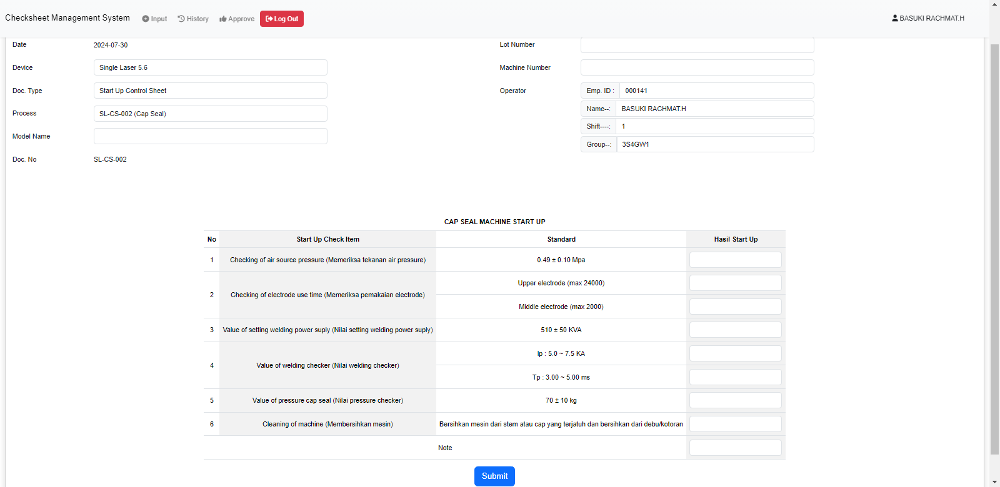 Checksheet Management System Input History Approve Log Out BASUKI RACHMAT.H
Date 2024-07-30 Lot Number
Device Single Laser 5.6 Machine Number
Doc. Type Start Up Control Sheet Operator Emp. ID : 000141
Name--: BASUKI RACHMAT.H
Process SL-CS-002 (Cap Seal)
Shift----: 1
Model Name
Group--: 3S4GW1
Doc. No SL-CS-002
CAP SEAL MACHINE START UP
No Start Up Check Item Standard Hasil Start Up
1 Checking of air source pressure (Memeriksa tekanan air pressure) 0.49 ± 0.10 Mpa
2 Checking of electrode use time (Memeriksa pemakaian electrode) Upper electrode (max 24000)
Middle electrode (max 2000)
3 Value of setting welding power suply (Nilai setting welding power suply) 510 ± 50 KVA
4 Value of welding checker (Nilai welding checker) Ip : 5.0 ~ 7.5 KA
Tp : 3.00 ~ 5.00 ms
5 Value of pressure cap seal (Nilai pressure checker) 70 ± 10 kg
6 Cleaning of machine (Membersihkan mesin) Bersihkan mesin dari stem atau cap yang terjatuh dan bersihkan dari debu/kotoran
Note
Submit